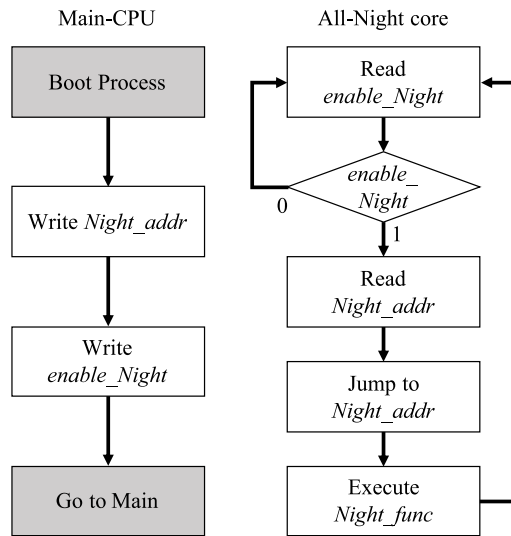 Main-CPU
Boot Process
Write Night_addr
Write
enable_Night
Go to Main
All-Night core
Read
enable_Night
enable_
Night
0
1
Read
Night_addr
Jump to
Night_addr
Execute
Night_func